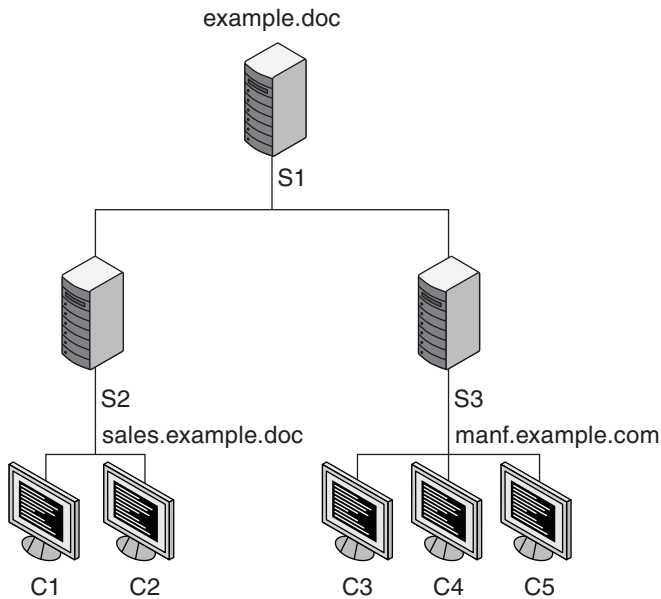 example.doc
S1
S2
S3
sales.example.doc
manf.example.com
C1
C2
C3
C4
C5